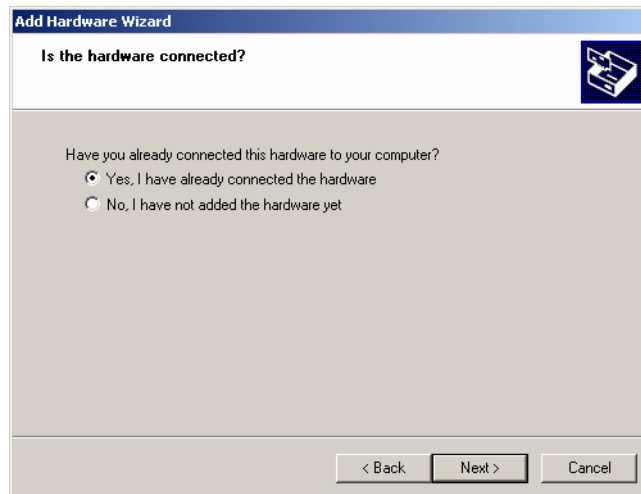 Add Hardware Wizard
Is the hardware connected?
Have you already connected this hardware to your computer?
Yes, I have already connected the hardware
No, I have not added the hardware yet
< Back Next > Cancel